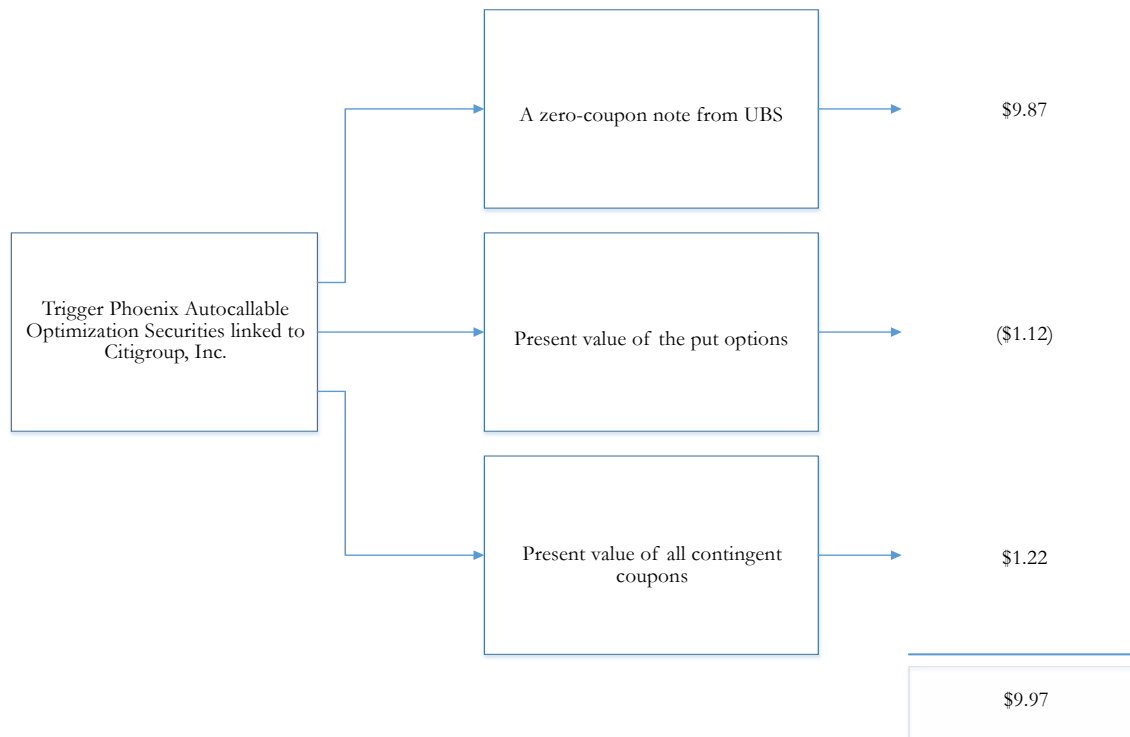 A zero-coupon note from UBS
$9.87
Trigger Phoenix Autocallable
Optimization Securities linked to
Citigroup, Inc.
Present value of the put options
($1.12)
Present value of all contingent
coupons
$1.22
$9.97